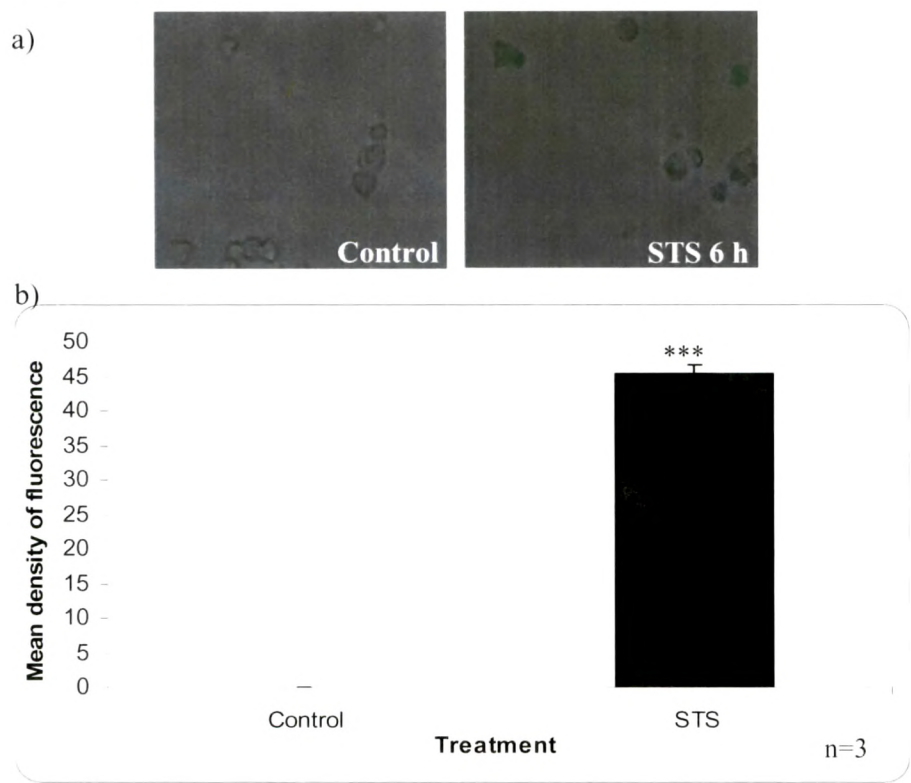 a)
Control
STS 6 h
b)
Mean density of fluorescence
50
45
40
35
30
25
20
15
10
5
0
***
Control
STS
Treatment
n=3